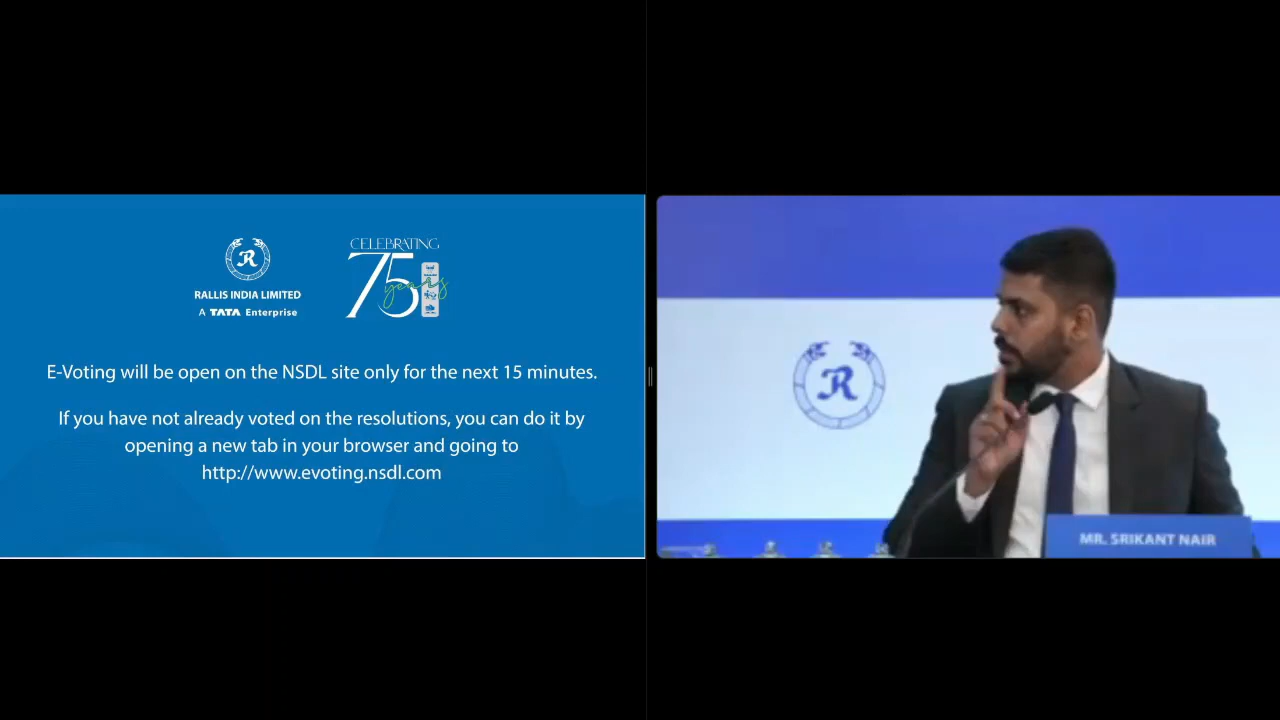 R
RALLIS INDIA LIMITED
A TATA Enterprise
CELEBRATING
75
years
E-Voting will be open on the NSDL site only for the next 15 minutes.
If you have not already voted on the resolutions, you can do it by
opening a new tab in your browser and going to
http://www.evoting.nsdl.com
R
MR. SRIKANT NAIR